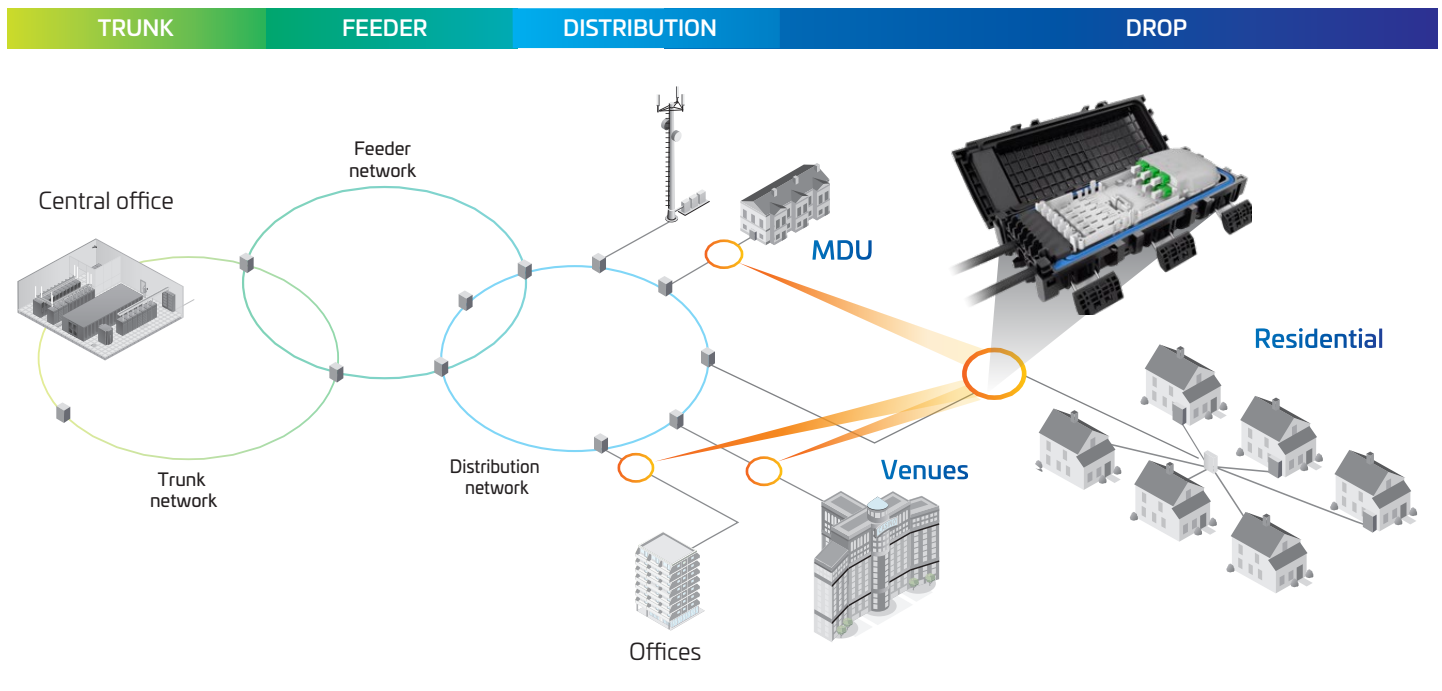 TRUNK
FEEDER
DISTRIBUTION
DROP
Feeder
network
Central office
MDU
Residential
Trunk
network
Distribution
network
Venues
Offices